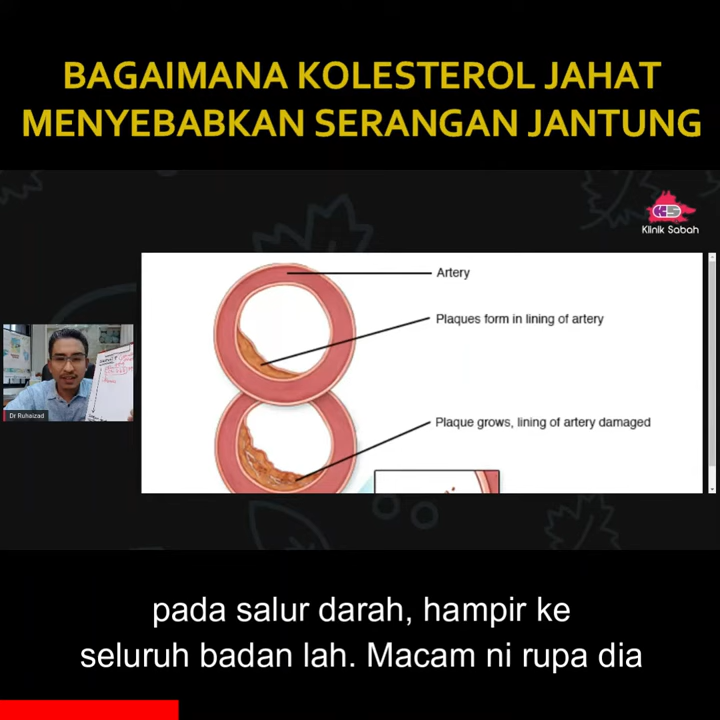 BAGAIMANA KOLESTEROL JAHAT
MENYEBABKAN SERANGAN JANTUNG
KS
Klinik Sabah
Artery
Plaques form in lining of artery
Plaque grows, lining of artery damaged
Dr Ruhaizad
pada salur darah, hampir ke
seluruh badan lah. Macam ni rupa dia